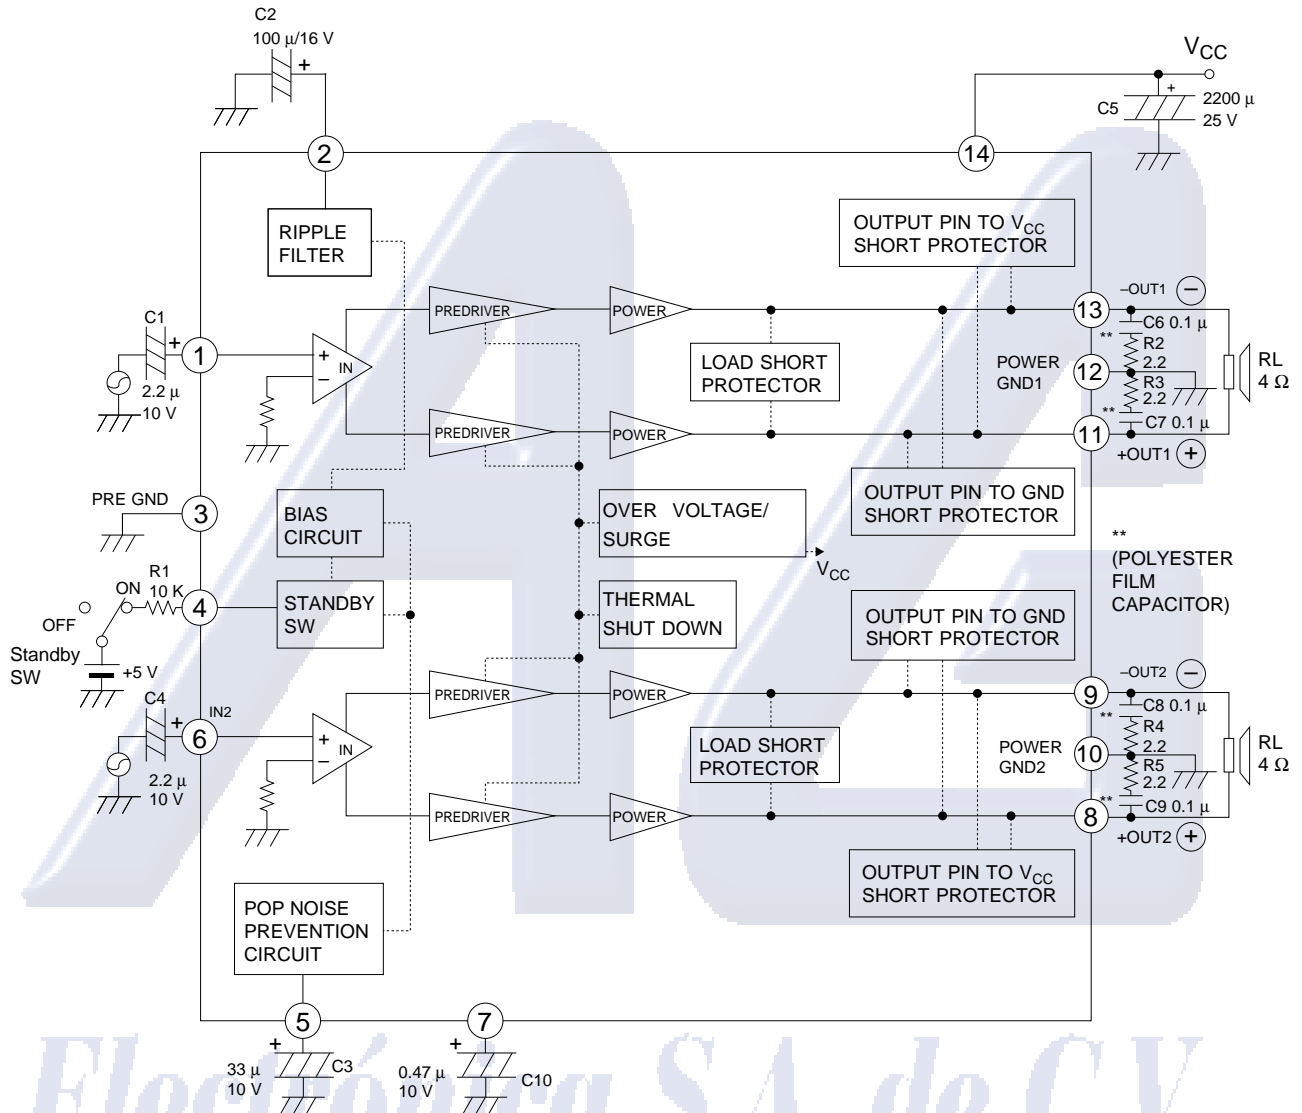 C2
100 μ/16 V
+
VCC
+
C5
2200 μ
25 V
2
14
RIPPLE
FILTER
OUTPUT PIN TO VCC
SHORT PROTECTOR
C1
+
1
2.2 μ
10 V
+
−
IN
PREDRIVER
POWER
LOAD SHORT
PROTECTOR
PREDRIVER
POWER
13
–OUT1 −
C6 0.1 μ
**
R2
2.2
POWER
GND1
12
R3
2.2
**
C7 0.1 μ
11
+OUT1 +
RL
4 Ω
PRE GND
3
BIAS
CIRCUIT
OVER VOLTAGE/
SURGE
VCC
OUTPUT PIN TO GND
SHORT PROTECTOR
**
(POLYESTER
FILM
CAPACITOR)
R1
10 K
ON
OFF
4
Standby
SW
+5 V
STANDBY
SW
THERMAL
SHUT DOWN
OUTPUT PIN TO GND
SHORT PROTECTOR
C4
+
IN2
6
2.2 μ
10 V
+
−
IN
PREDRIVER
POWER
LOAD SHORT
PROTECTOR
PREDRIVER
POWER
9
–OUT2 −
C8 0.1 μ
**
R4
2.2
POWER
GND2
10
R5
2.2
**
C9 0.1 μ
8
+OUT2 +
RL
4 Ω
OUTPUT PIN TO VCC
SHORT PROTECTOR
POP NOISE
PREVENTION
CIRCUIT
5
7
+
C3
33 μ
10 V
+
0.47 μ
10 V
C10
Electrónica S.A. de C.V.